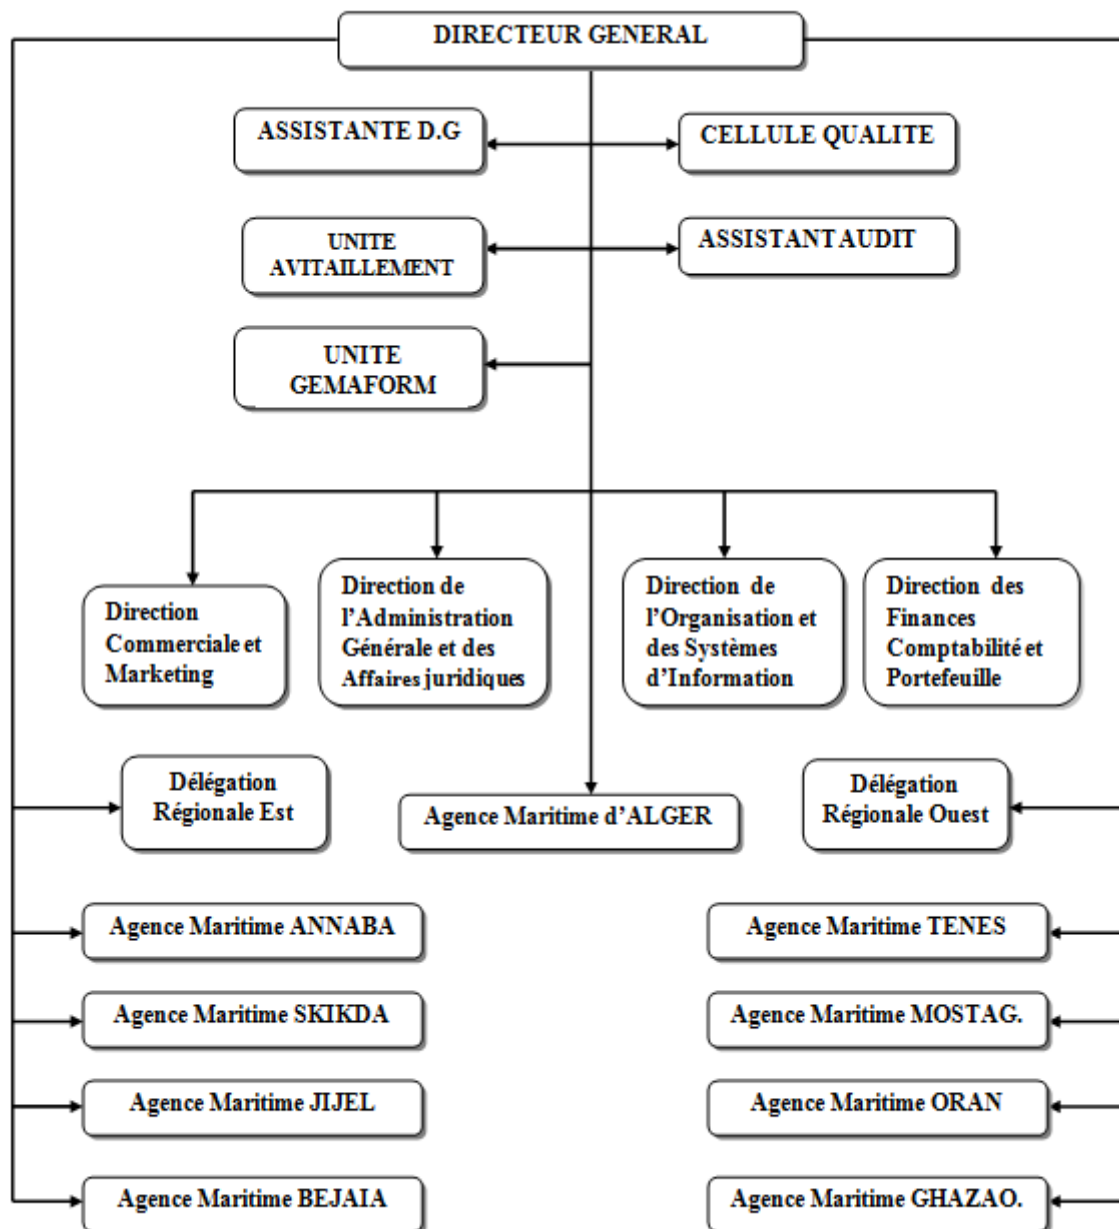 DIRECTEUR GENERAL
ASSISTANTE D.G
CELLULE QUALITE
UNITE
AVITAILLEMENT
ASSISTANT AUDIT
UNITE
GEMAFORM
Direction
Commerciale et
Marketing
Direction de
l’Administration
Générale et des
Affaires juridiques
Direction de
l’Organisation et
des Systèmes
d’Information
Direction des
Finances
Comptabilité et
Portefeuille
Délégation
Régionale Est
Agence Maritime d’ALGER
Délégation
Régionale Ouest
Agence Maritime ANNABA
Agence Maritime TENES
Agence Maritime SKIKDA
Agence Maritime MOSTAG.
Agence Maritime JIJEL
Agence Maritime ORAN
Agence Maritime BEJAIA
Agence Maritime GHAZAO.